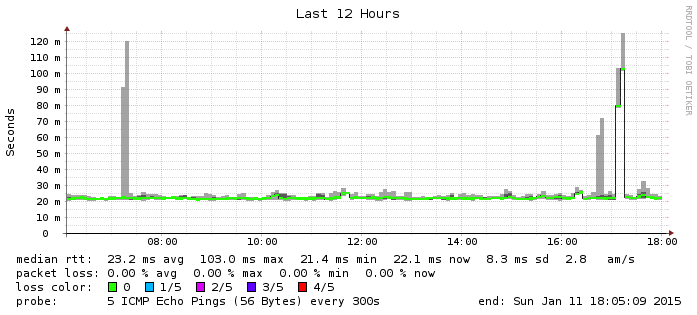 Last 12 Hours
RRDTOOL / TOBI OETIKER
Seconds
120 m
110 m
100 m
90 m
80 m
70 m
60 m
50 m
40 m
30 m
20 m
10 m
0
08:00 10:00 12:00 14:00 16:00 18:00
median rtt: 23.2 ms avg 103.0 ms max 21.4 ms min 22.1 ms now 8.3 ms sd 2.8 am/s
packet loss: 0.00 % avg 0.00 % max 0.00 % min 0.00 % now
loss color: 0 1/5 2/5 3/5 4/5
probe: 5 ICMP Echo Pings (56 Bytes) every 300s end: Sun Jan 11 18:05:09 2015